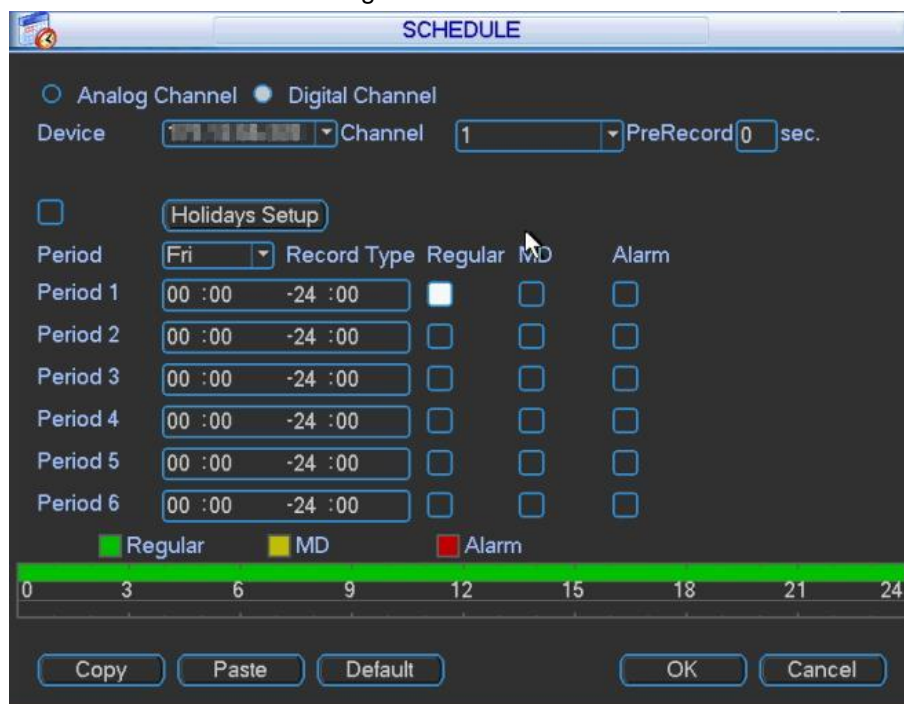 SCHEDULE
Analog Channel Digital Channel
Device Channel 1 PreRecord 0 sec.
Holidays Setup
Period Fri Record Type Regular MD Alarm
Period 1 00 :00 -24 :00
Period 2 00 :00 -24 :00
Period 3 00 :00 -24 :00
Period 4 00 :00 -24 :00
Period 5 00 :00 -24 :00
Period 6 00 :00 -24 :00
Regular MD Alarm
0 3 6 9 12 15 18 21 24
Copy Paste Default OK Cancel